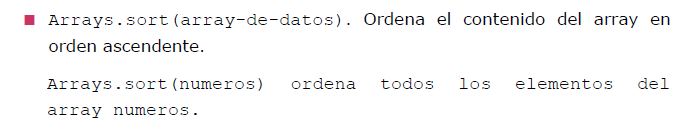 Arrays.sort(array-de-datos). Ordena el contenido del array en
orden ascendente.
Arrays.sort(numeros) ordena todos los elementos del
array numeros.